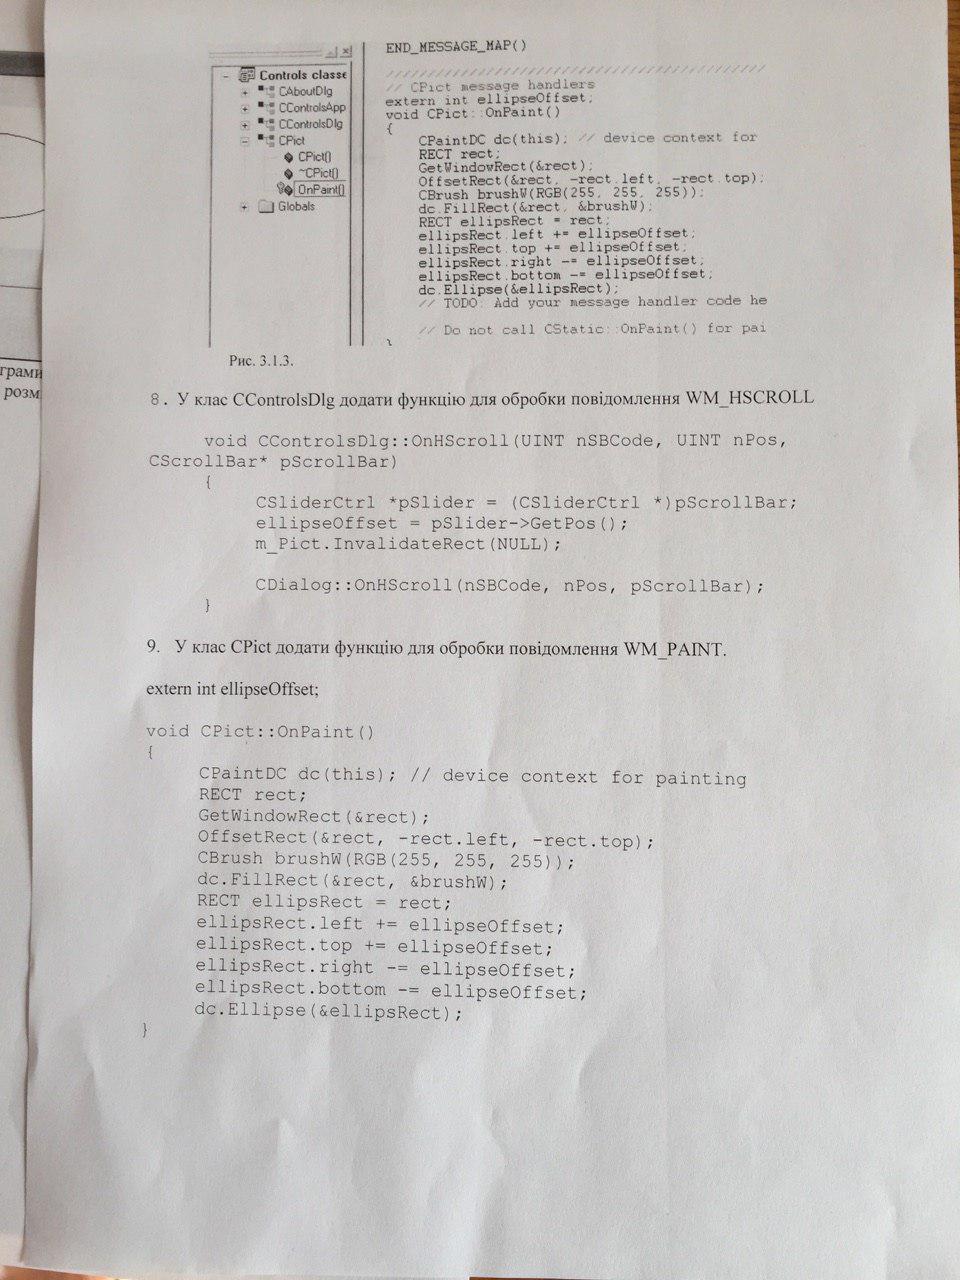 грами
розм
Controls classe
CAboutDlg
CControlsApp
CControlsDlg
CPict
CPict()
~CPict()
OnPaint()
Globals
END_MESSAGE_MAP()
////////////////////////////////////////////
// CPict message handlers
extern int ellipseOffset;
void CPict::OnPaint()
{
CPaintDC dc(this); // device context for
RECT rect;
GetWindowRect(&rect);
OffsetRect(&rect, -rect.left, -rect.top);
CBrush brushW(RGB(255, 255, 255));
dc.FillRect(&rect, &brushW);
RECT ellipsRect = rect;
ellipsRect.left += ellipseOffset;
ellipsRect.top += ellipseOffset;
ellipsRect.right -= ellipseOffset;
ellipsRect.bottom -= ellipseOffset;
dc.Ellipse(&ellipsRect);
// TODO: Add your message handler code he
// Do not call CStatic::OnPaint() for pai
}
Рис. 3.1.3.
8. У клас CControlsDlg додати функцію для обробки повідомлення WM_HSCROLL
void CControlsDlg::OnHScroll(UINT nSBCode, UINT nPos,
CScrollBar* pScrollBar)
{
CSliderCtrl *pSlider = (CSliderCtrl *)pScrollBar;
ellipseOffset = pSlider->GetPos();
m_Pict.InvalidateRect(NULL);
CDialog::OnHScroll(nSBCode, nPos, pScrollBar);
}
9. У клас CPict додати функцію для обробки повідомлення WM_PAINT.
extern int ellipseOffset;
void CPict::OnPaint()
{
CPaintDC dc(this); // device context for painting
RECT rect;
GetWindowRect(&rect);
OffsetRect(&rect, -rect.left, -rect.top);
CBrush brushW(RGB(255, 255, 255));
dc.FillRect(&rect, &brushW);
RECT ellipsRect = rect;
ellipsRect.left += ellipseOffset;
ellipsRect.top += ellipseOffset;
ellipsRect.right -= ellipseOffset;
ellipsRect.bottom -= ellipseOffset;
dc.Ellipse(&ellipsRect);
}